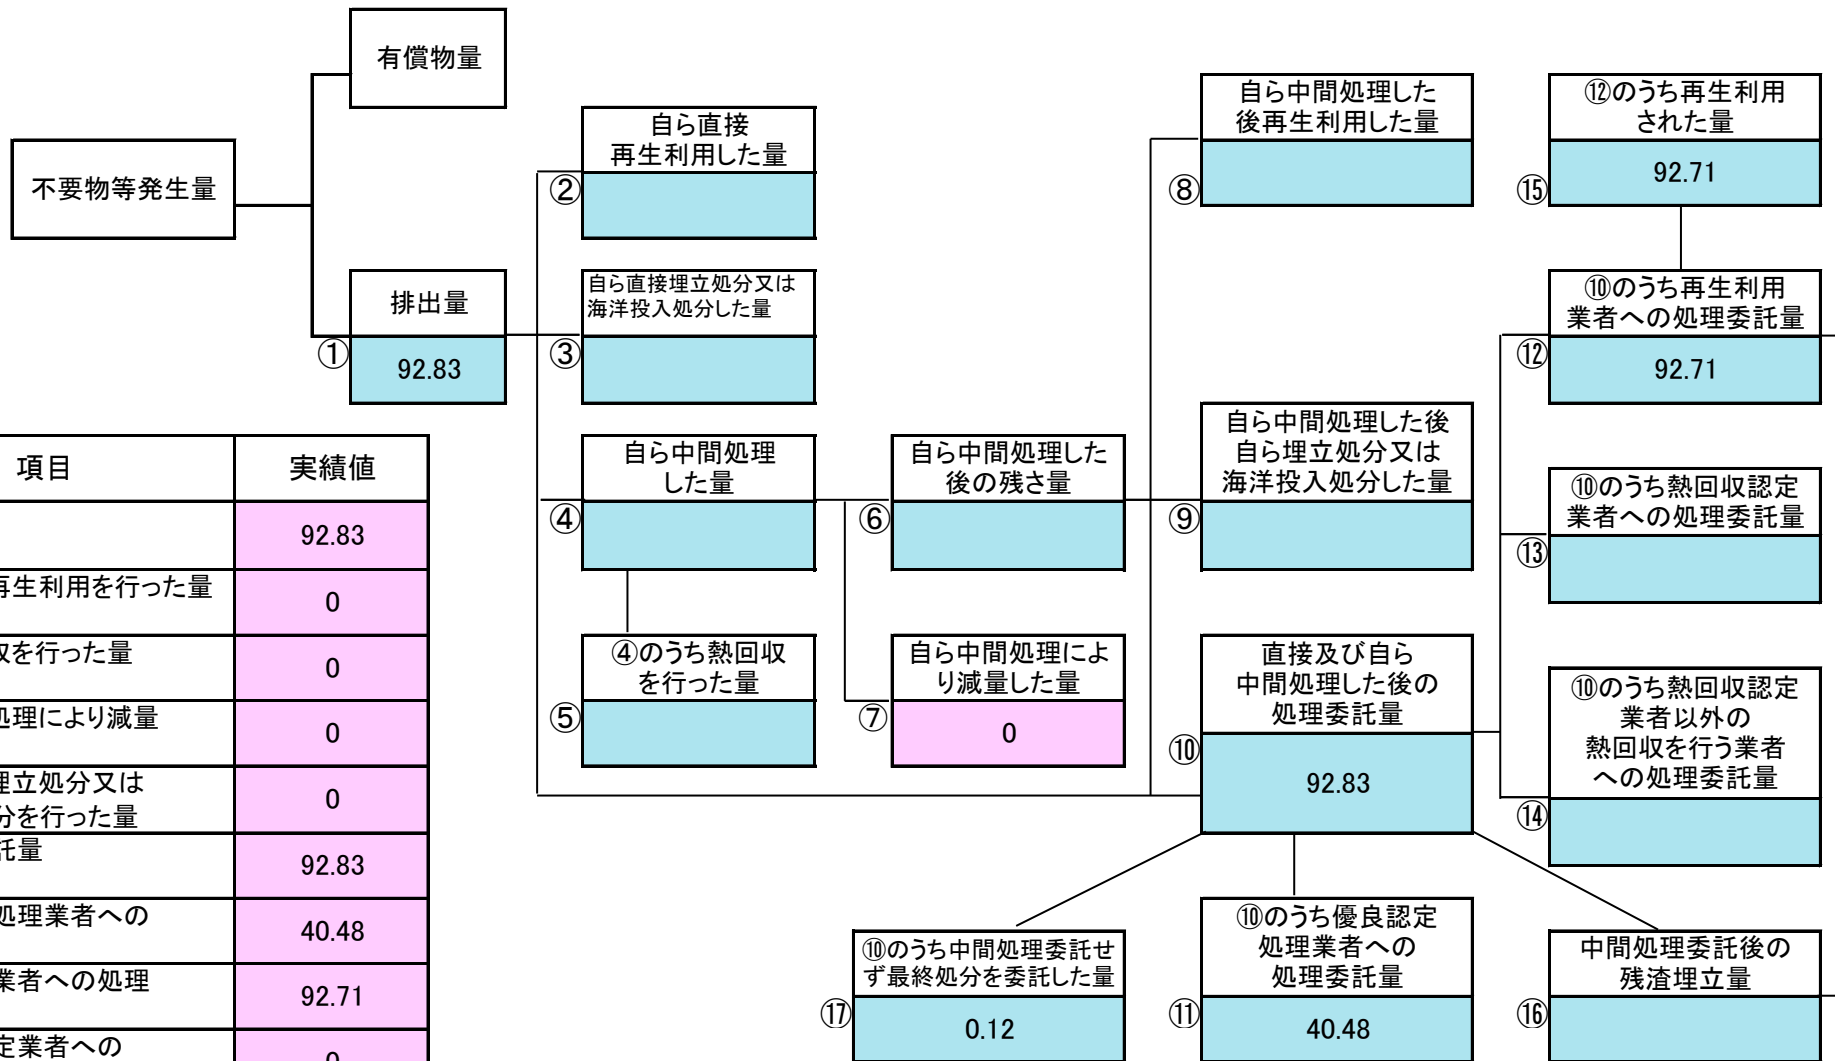 有償物量
不要物等発生量
排出量
①
92.83
自ら直接
再生利用した量
②
自ら直接埋立処分又は
海洋投入処分した量
③
自ら中間処理
した量
④
④のうち熱回収
を行った量
⑤
自ら中間処理した
後の残さ量
⑥
自ら中間処理によ
り減量した量
⑦
0
自ら中間処理した
後再生利用した量
⑧
自ら中間処理した後
自ら埋立処分又は
海洋投入処分した量
⑨
直接及び自ら
中間処理した後の
処理委託量
⑩
92.83
⑫のうち再生利用
された量
⑮
92.71
⑩のうち再生利用
業者への処理委託量
⑫
92.71
⑩のうち熱回収認定
業者への処理委託量
⑬
⑩のうち熱回収認定
業者以外の
熱回収を行う業者
への処理委託量
⑭
⑩のうち中間処理委託せ
ず最終処分を委託した量
⑰
0.12
⑩のうち優良認定
処理業者への
処理委託量
⑪
40.48
中間処理委託後の
残渣埋立量
⑯
項目 実績値
92.83
再生利用を行った量
0
を行った量
0
処理により減量
0
埋立処分又は
分を行った量
0
託量
92.83
処理業者への
40.48
業者への処理
92.71
定業者への
0